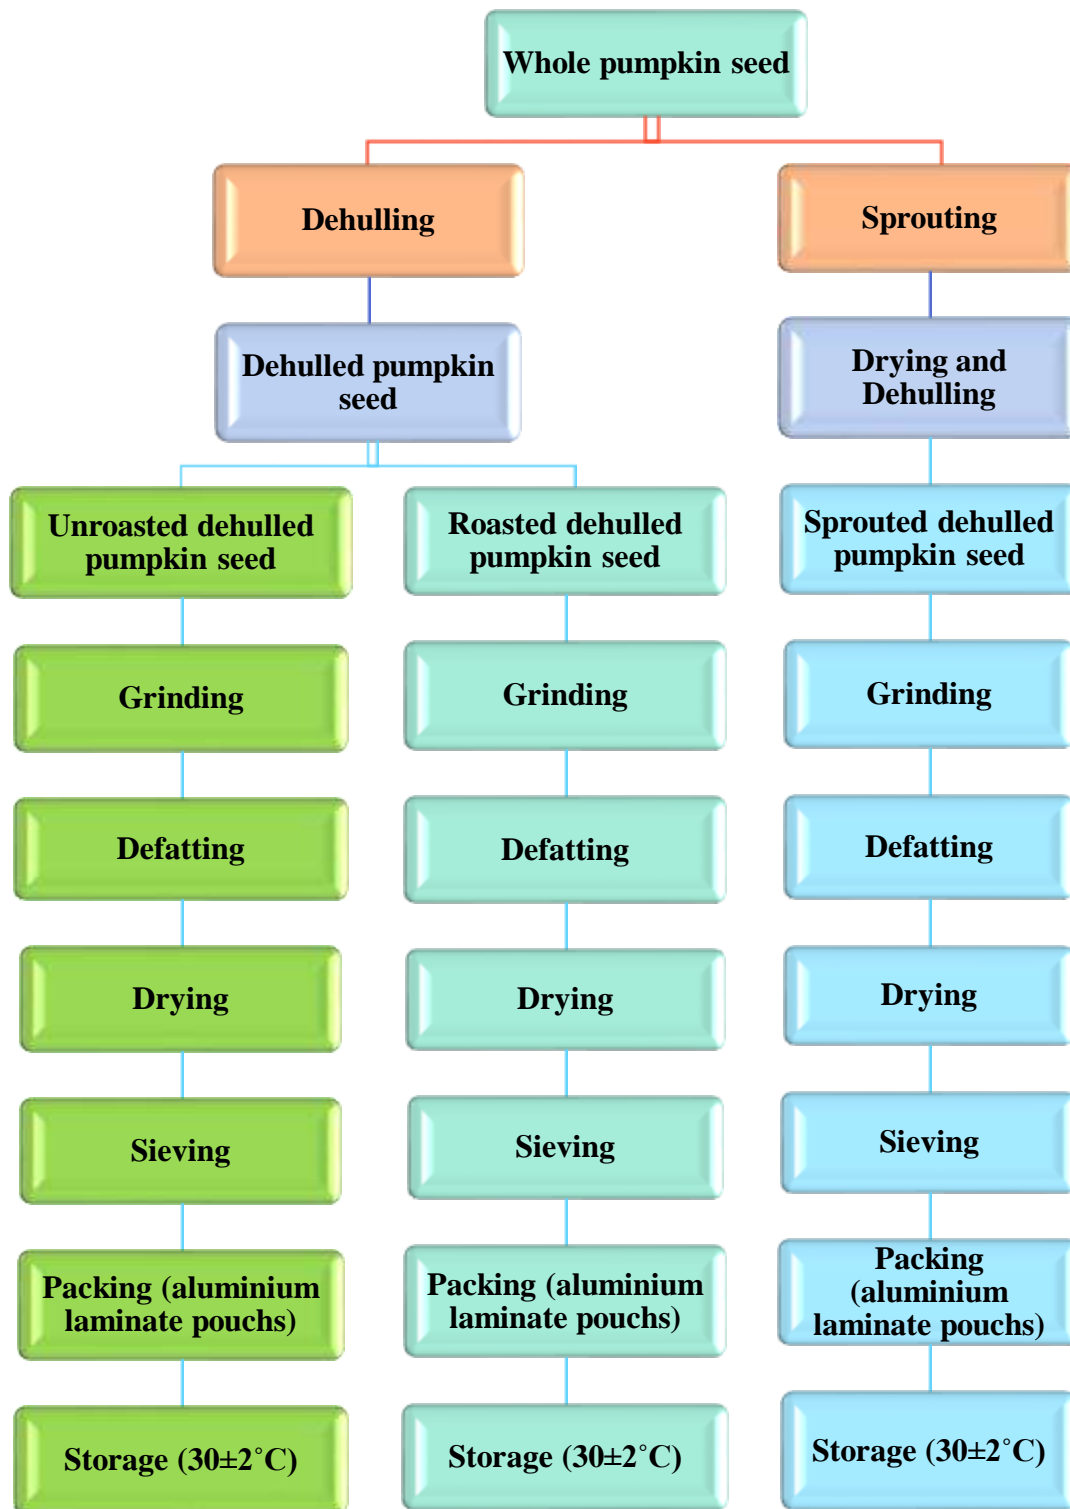 Whole pumpkin seed
Dehulling
Sprouting
Dehulled pumpkin
seed
Drying and
Dehulling
Unroasted dehulled
pumpkin seed
Roasted dehulled
pumpkin seed
Sprouted dehulled
pumpkin seed
Grinding
Grinding
Grinding
Defatting
Defatting
Defatting
Drying
Drying
Drying
Sieving
Sieving
Sieving
Packing (aluminium
laminate pouchs)
Packing (aluminium
laminate pouchs)
Packing
(aluminium
laminate pouchs)
Storage (30±2˚C)
Storage (30±2˚C)
Storage (30±2˚C)